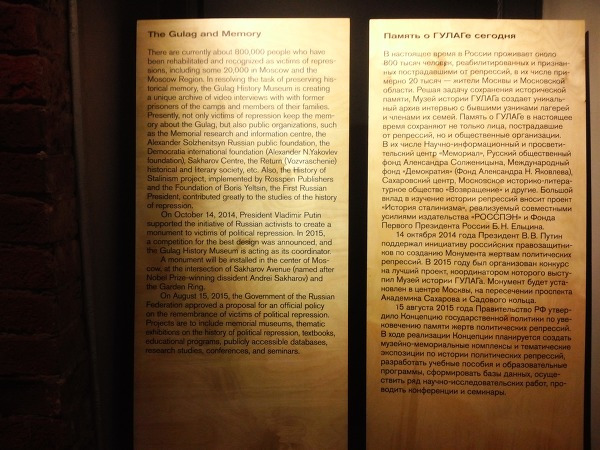 The Gulag and Memory
There are currently about 800,000 people who have
been rehabilitated and recognized as victims of repres-
sions, including some 20,000 in Moscow and the
Moscow Region. In resolving the task of preserving his-
torical memory, the Gulag History Museum is creating
a unique archive of video interviews with with former
prisoners of the camps and members of their families.
Presently, not only victims of repression keep the mem-
ory about the Gulag, but also public organizations, such
as the Memorial research and information centre, the
Alexander Solzhenitsyn Russian public foundation, the
Democratia international foundation (Alexander N.Yakovlev
foundation), Sakharov Centre, the Return (Vozvraschenie)
historical and literary society, etc. Also, the History of
Stalinism project, implemented by Rosspen Publishers
and the Foundation of Boris Yeltsin, the First Russian
President, contributed greatly to the studies of the history
of repression.
On October 14, 2014, President Vladimir Putin
supported the initiative of Russian activists to create a
monument to victims of political repression. In 2015,
a competition for the best design was announced, and
the Gulag History Museum is acting as its coordinator.
A monument will be installed in the center of Mos-
cow, at the intersection of Sakharov Avenue (named after
Nobel Prize-winning dissident Andrei Sakharov) and
the Garden Ring.
On August 15, 2015, the Government of the Russian
Federation approved a proposal for an official policy
on the remembrance of victims of political repression.
Projects are to include memorial museums, thematic
exhibitions on the history of political repression, textbooks,
educational programs, publicly accessible databases,
research studies, conferences, and seminars.
Память о ГУЛАГе сегодня
В настоящее время в России проживает около
800 тысяч человек, реабилитированных и признан-
ных пострадавшими от репрессий, в их числе при-
мерно 20 тысяч — жители Москвы и Московской
области. Решая задачу сохранения исторической
памяти, Музей истории ГУЛАГа создает уникаль-
ный архив интервью с бывшими узниками лагерей
и членами их семей. Память о ГУЛАГе в настоящее
время сохраняют не только лица, пострадавшие
от репрессий, но и общественные организации.
В их числе Научно-информационный и просвети-
тельский центр «Мемориал», Русский общественный
фонд Александра Солженицына, Международный
фонд «Демократия» (Фонд Александра Н. Яковлева),
Сахаровский центр, Московское историко-литера-
турное общество «Возвращение» и другие. Большой
вклад в изучение истории репрессий вносит проект
«История сталинизма», реализуемый совместными
усилиями издательства «РОССПЭН» и Фонда
Первого Президента России Б.Н. Ельцина.
14 октября 2014 года Президент В.В. Путин
поддержал инициативу российских правозащитни-
ков по созданию Монумента жертвам политических
репрессий. В 2015 году был организован конкурс
на лучший проект, координатором которого высту-
пил Музей истории ГУЛАГа. Монумент будет уста-
новлен в центре Москвы, на пересечении проспекта
Академика Сахарова и Садового кольца.
15 августа 2015 года Правительство РФ утвер-
дило Концепцию государственной политики по уве-
ковечению памяти жертв политических репрессий.
В ходе реализации Концепции планируется создать
музейно-мемориальные комплексы и тематические
экспозиции по истории политических репрессий,
разработать учебные пособия и образовательные
программы, сформировать базы данных, осуще-
ствить ряд научно-исследовательских работ, про-
водить конференции и семинары.